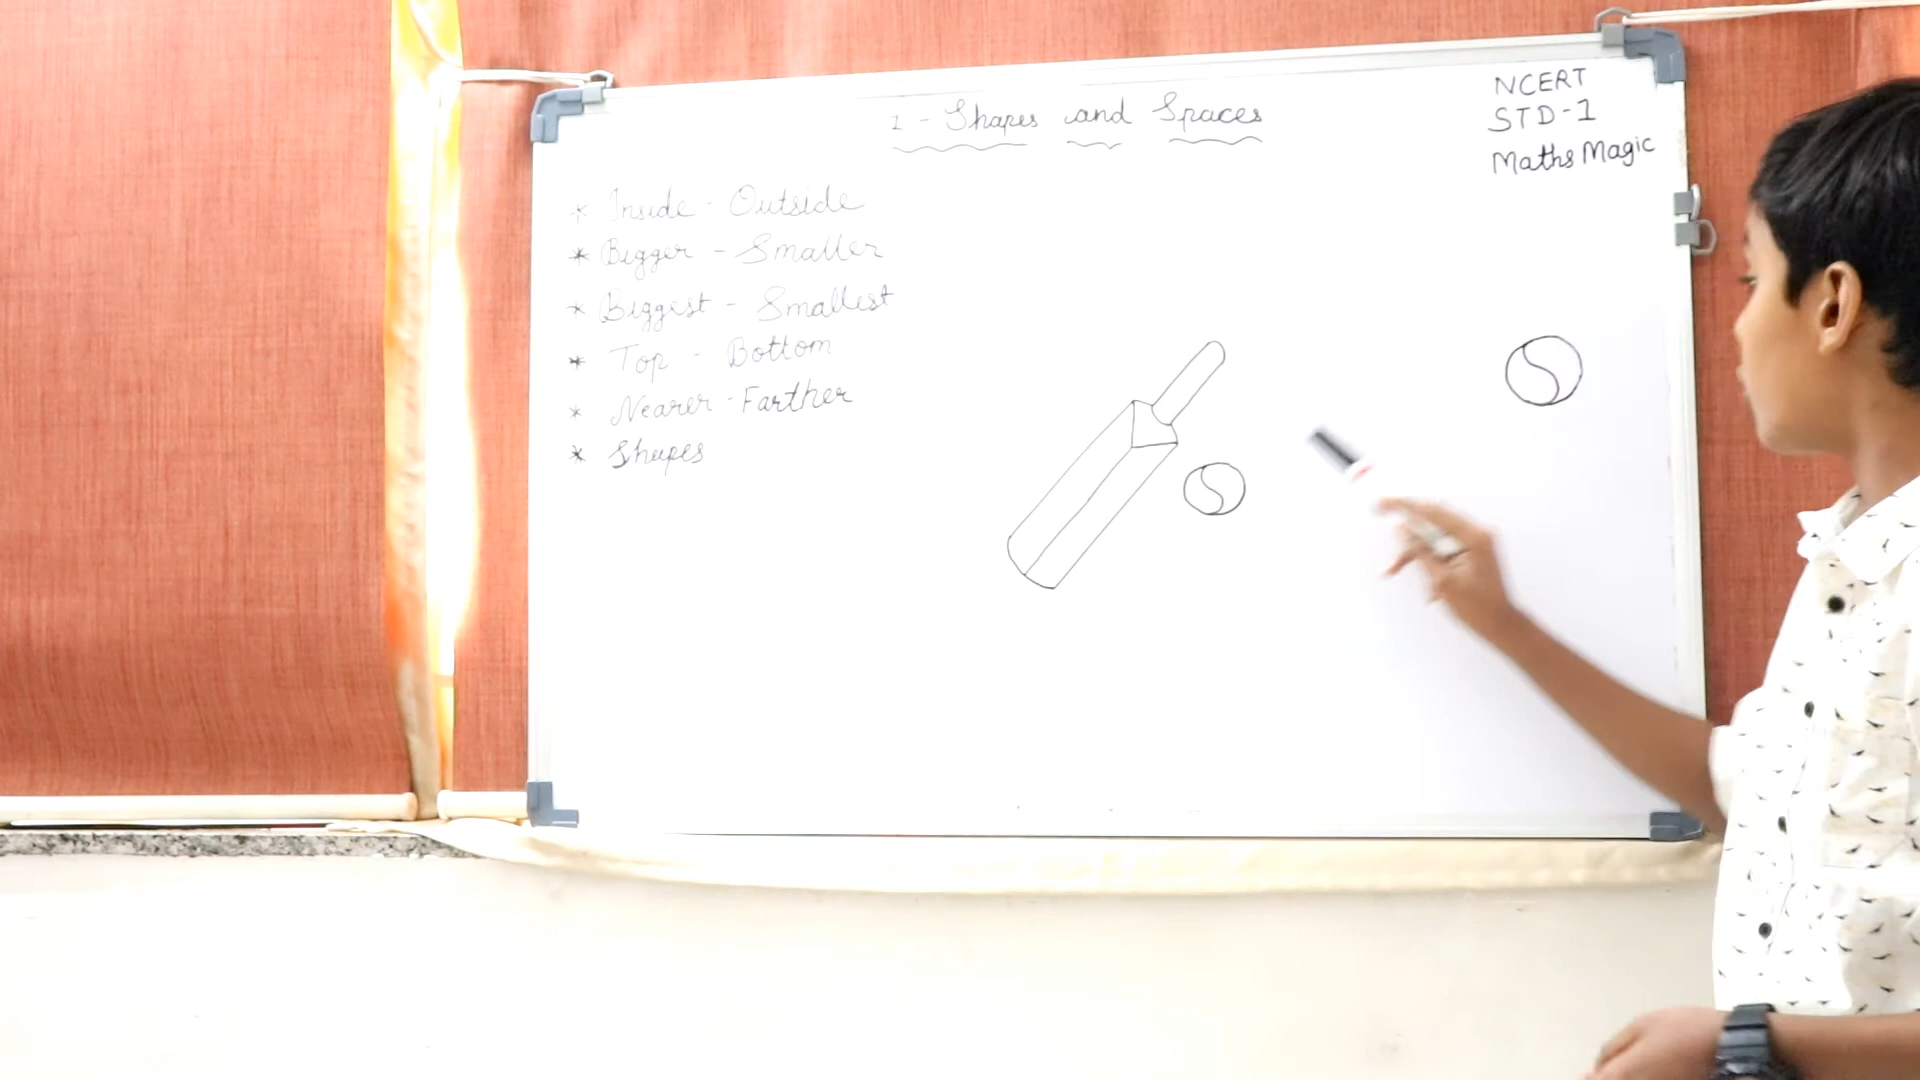 1 - Shapes and Spaces
NCERT
STD-1
Maths Magic
* Inside - Outside
* Bigger - Smaller
* Biggest - Smallest
* Top - Bottom
* Nearer - Farther
* Shapes